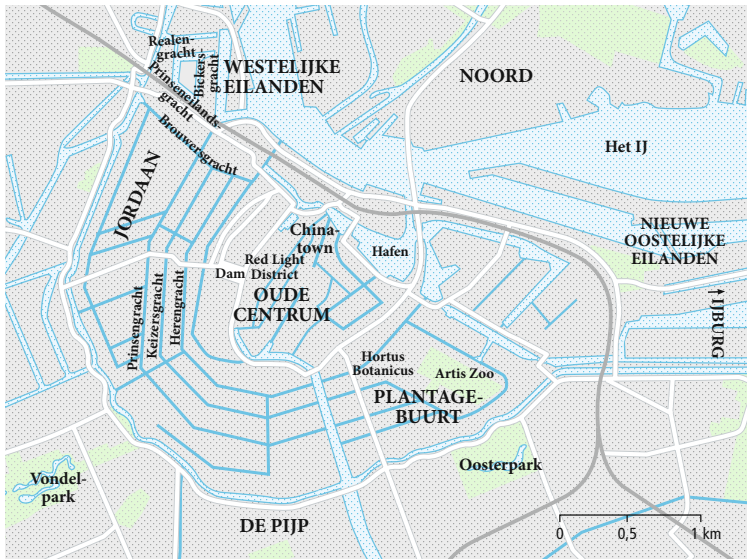 Realen-
gracht
Bickers-
gracht
WESTELIJKE
EILANDEN
NOORD
Prinseneilands-
gracht
Brouwersgracht
Het IJ
JORDAAN
China-
town
NIEUWE
OOSTELIJKE
EILANDEN
Hafen
Dam
Red Light
District
OUDE
CENTRUM
IJBURG
Prinsengracht
Keizersgracht
Herengracht
Hortus
Botanicus
Artis Zoo
PLANTAGE-
BUURT
Vondel-
park
Oosterpark
DE PIJP
0
0,5
1 km